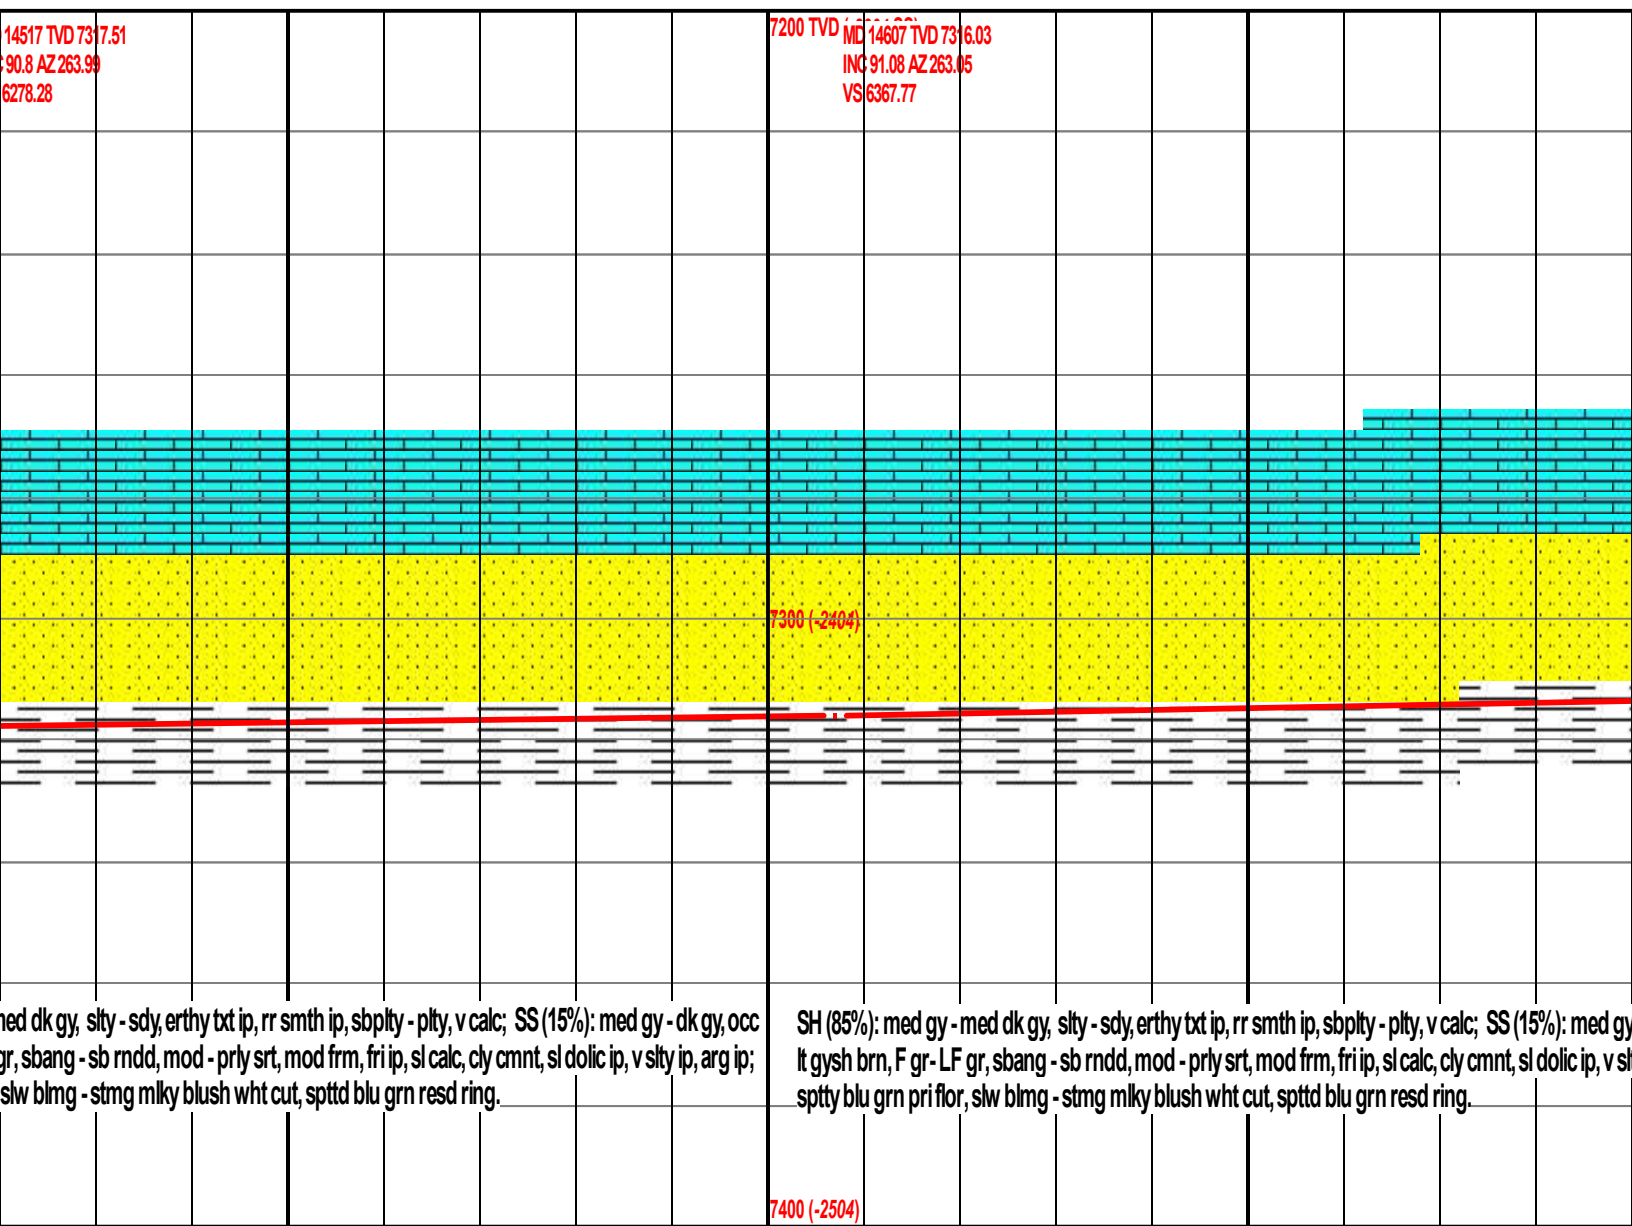 14517 TVD 7317.51
90.8 AZ 263.99
6278.28
7200 TVD
MD 14607 TVD 7316.03
INC 91.08 AZ 263.05
VS 6367.77
7300 (-2404)
med dk gy, slty - sdy, erthy txt ip, rr smth ip, sbplty - plty, v calc; SS (15%): med gy - dk gy, occ
gr, sbang - sb rndd, mod - prly srt, mod frm, fri ip, sl calc, cly cmnt, sl dolic ip, v slty ip, arg ip;
slw blmg - stmg mlky blush wht cut, spttd blu grn resd ring.
SH (85%): med gy - med dk gy, slty - sdy, erthy txt ip, rr smth ip, sbplty - plty, v calc; SS (15%): med gy
lt gysh brn, F gr- LF gr, sbang - sb rndd, mod - prly srt, mod frm, fri ip, sl calc, cly cmnt, sl dolic ip, v slt
sptty blu grn pri flor, slw blmg - stmg mlky blush wht cut, spttd blu grn resd ring.
7400 (-2504)